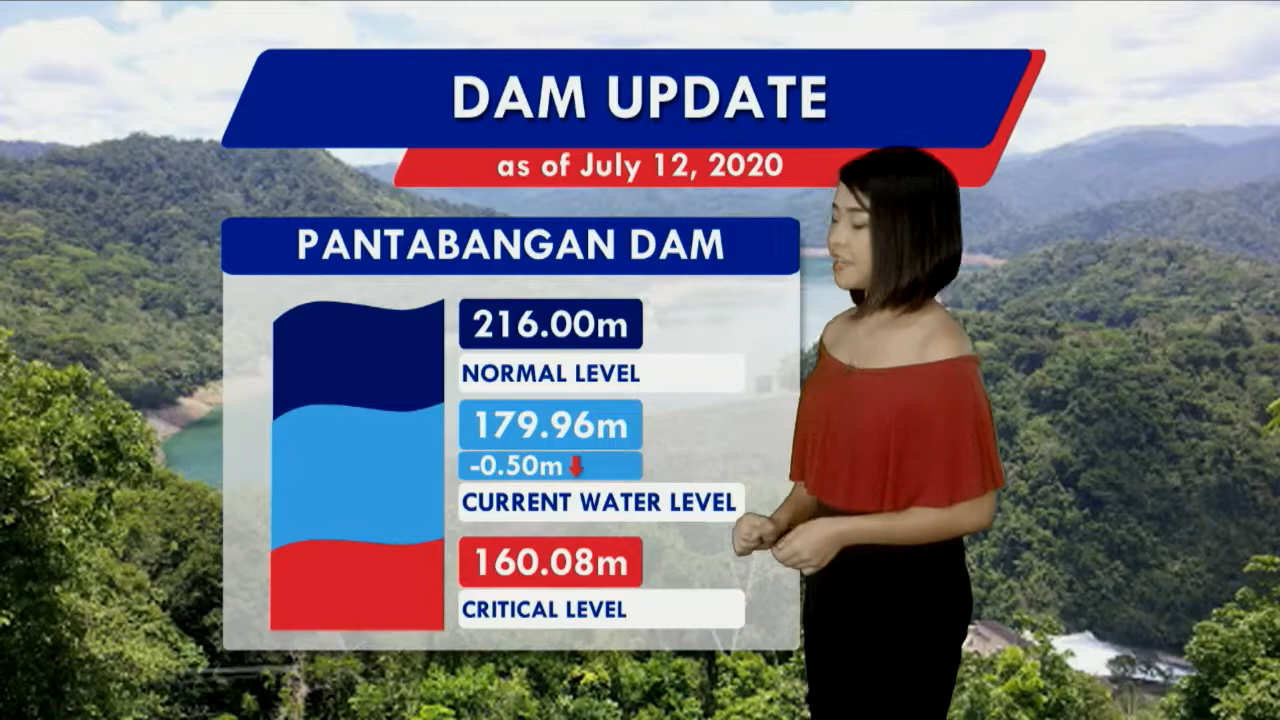 DAM UPDATE
as of July 12, 2020
PANTABANGAN DAM
216.00m
NORMAL LEVEL
179.96m
-0.50m
CURRENT WATER LEVEL
160.08m
CRITICAL LEVEL